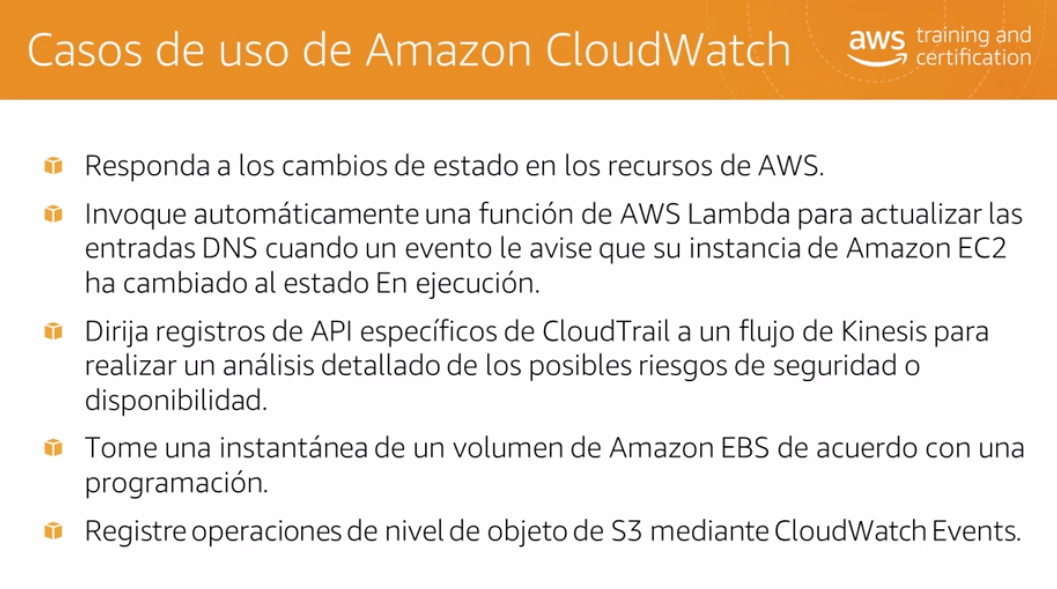 Casos de uso de Amazon CloudWatch
aws training and
certification
Responda a los cambios de estado en los recursos de AWS.
Invoque automáticamente una función de AWS Lambda para actualizar las
entradas DNS cuando un evento le avise que su instancia de Amazon EC2
ha cambiado al estado En ejecución.
Dirija registros de API específicos de CloudTrail a un flujo de Kinesis para
realizar un análisis detallado de los posibles riesgos de seguridad o
disponibilidad.
Tome una instantánea de un volumen de Amazon EBS de acuerdo con una
programación.
Registre operaciones de nivel de objeto de S3 mediante CloudWatch Events.